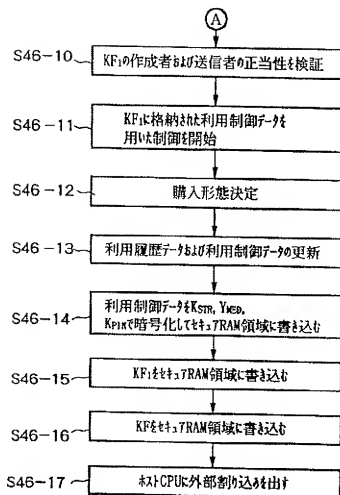 A
S46-10
KF₁の作成者および送信者の正当性を検証
S46-11
KF₁に格納された利用制御データを
用いた制御を開始
S46-12
購入形態決定
S46-13
利用履歴データおよび利用制御データの更新
S46-14
利用制御データをKSTR, YMED,
KPINで暗号化してセキュアRAM領域に書き込む
S46-15
KF₁をセキュアRAM領域に書き込む
S46-16
KFをセキュアRAM領域に書き込む
S46-17
ホストCPUに外部割り込みを出す